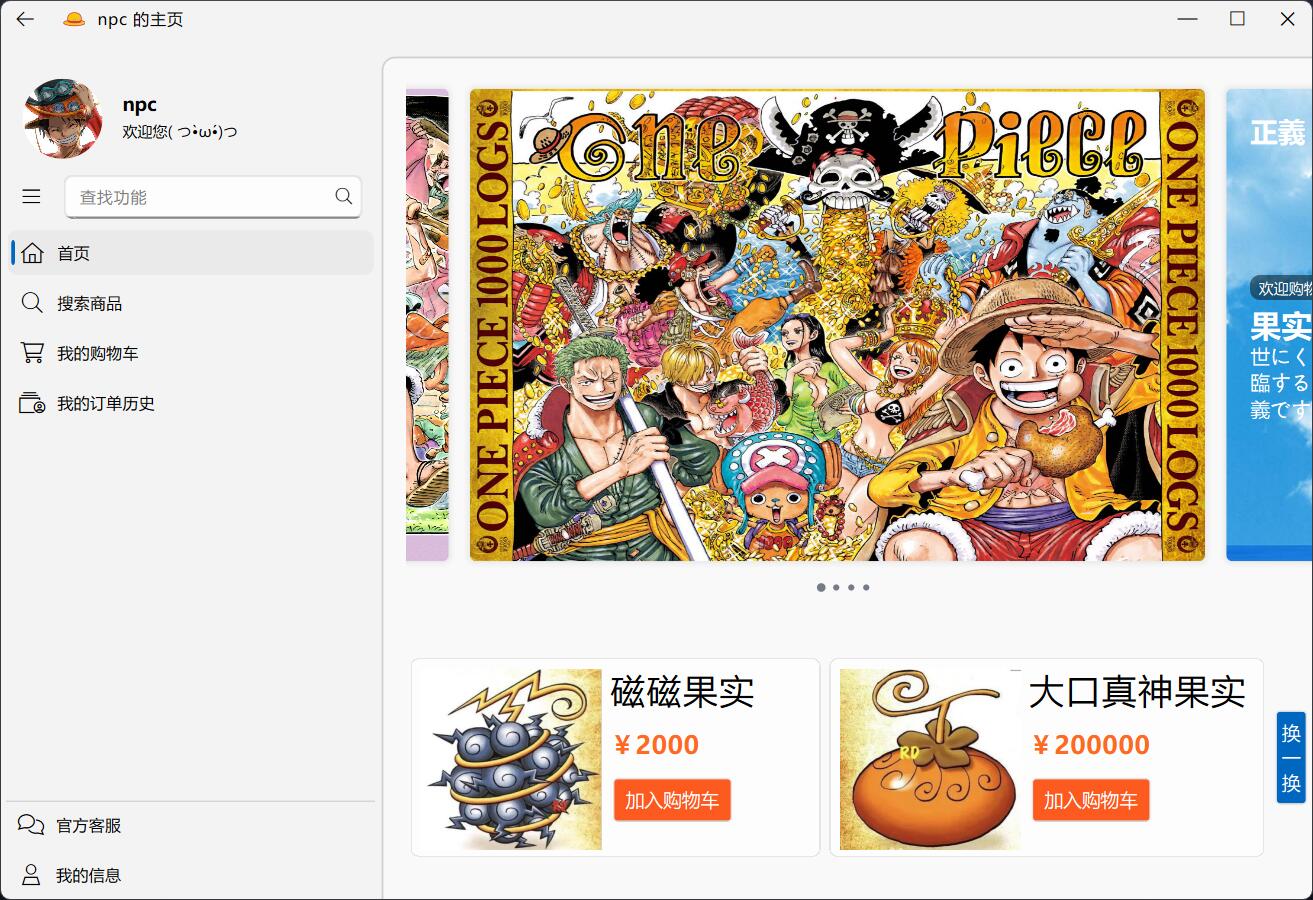 npc 的主页
npc
欢迎您( つ•̀ω•́)つ
查找功能
首页
搜索商品
我的购物车
我的订单历史
官方客服
我的信息
One Piece
ONE PIECE 1000 LOGS
ONE PIECE 1000 LOGS
正義
欢迎购物
果实
世にく
臨する
義です
磁磁果实
¥ 2000
加入购物车
RD
大口真神果实
¥ 200000
加入购物车
换一换